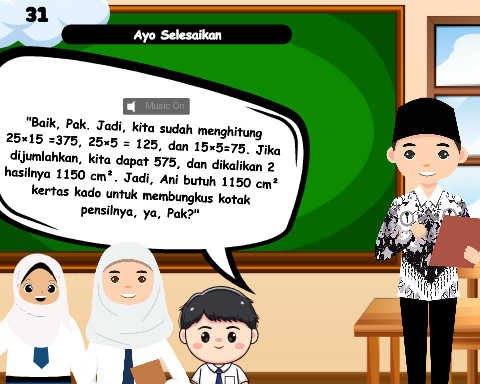 31
Ayo Selesaikan
Music On
"Baik, Pak. Jadi, kita sudah menghitung
25×15 =375, 25×5 = 125, dan 15×5=75. Jika
dijumlahkan, kita dapat 575, dan dikalikan 2
hasilnya 1150 cm². Jadi, Ani butuh 1150 cm²
kertas kado untuk membungkus kotak
pensilnya, ya, Pak?"